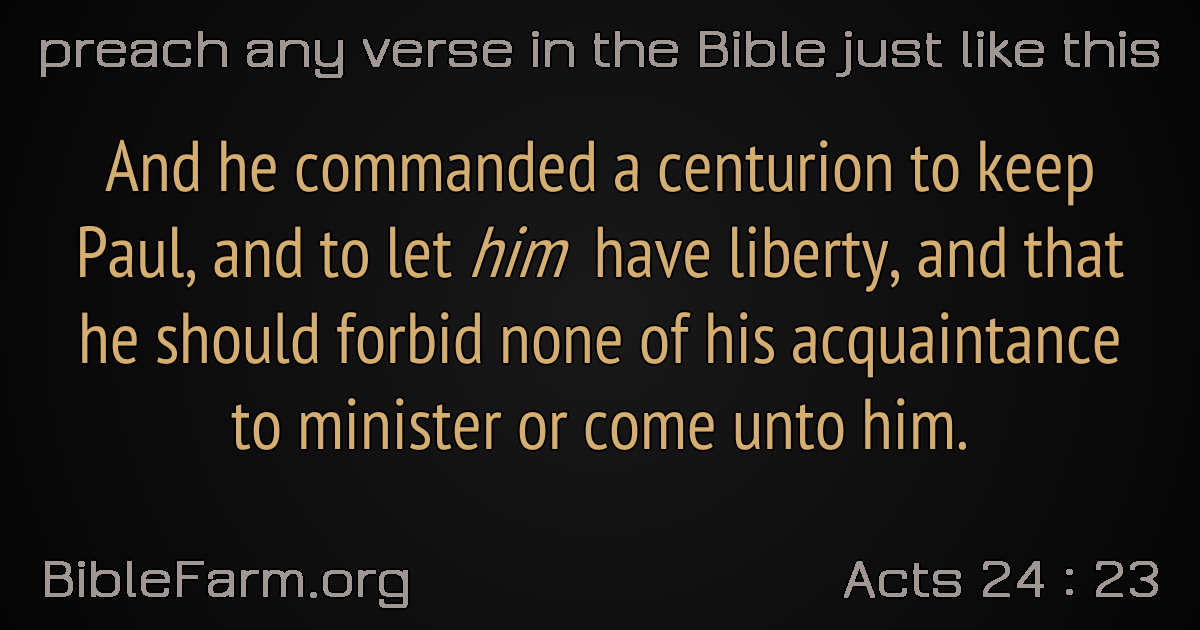 preach any verse in the Bible just like this
And he commanded a centurion to keep
Paul, and to let him have liberty, and that
he should forbid none of his acquaintance
to minister or come unto him.
BibleFarm.org
Acts 24 : 23